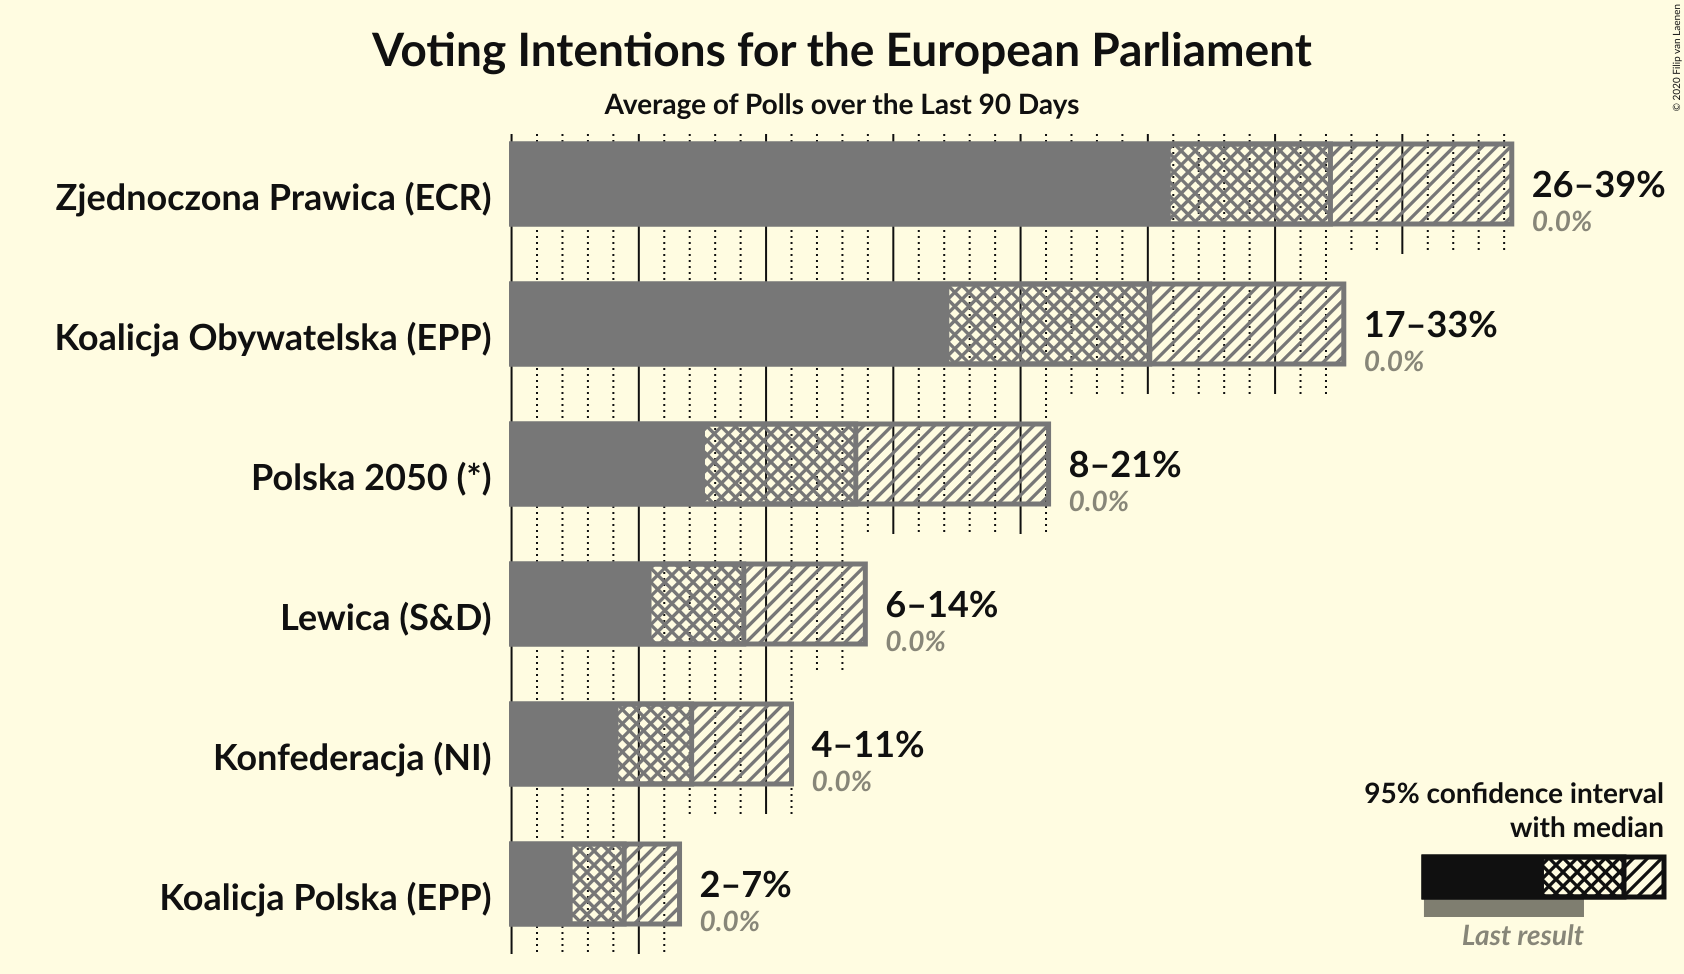 Voting Intentions for the European Parliament
Average of Polls over the Last 90 Days
© 2020 Filip van Laenen
Zjednoczona Prawica (ECR)
26–39%
0.0%
Koalicja Obywatelska (EPP)
17–33%
0.0%
Polska 2050 (*)
8–21%
0.0%
Lewica (S&D)
6–14%
0.0%
Konfederacja (NI)
4–11%
0.0%
Koalicja Polska (EPP)
2–7%
0.0%
95% confidence interval
with median
Last result